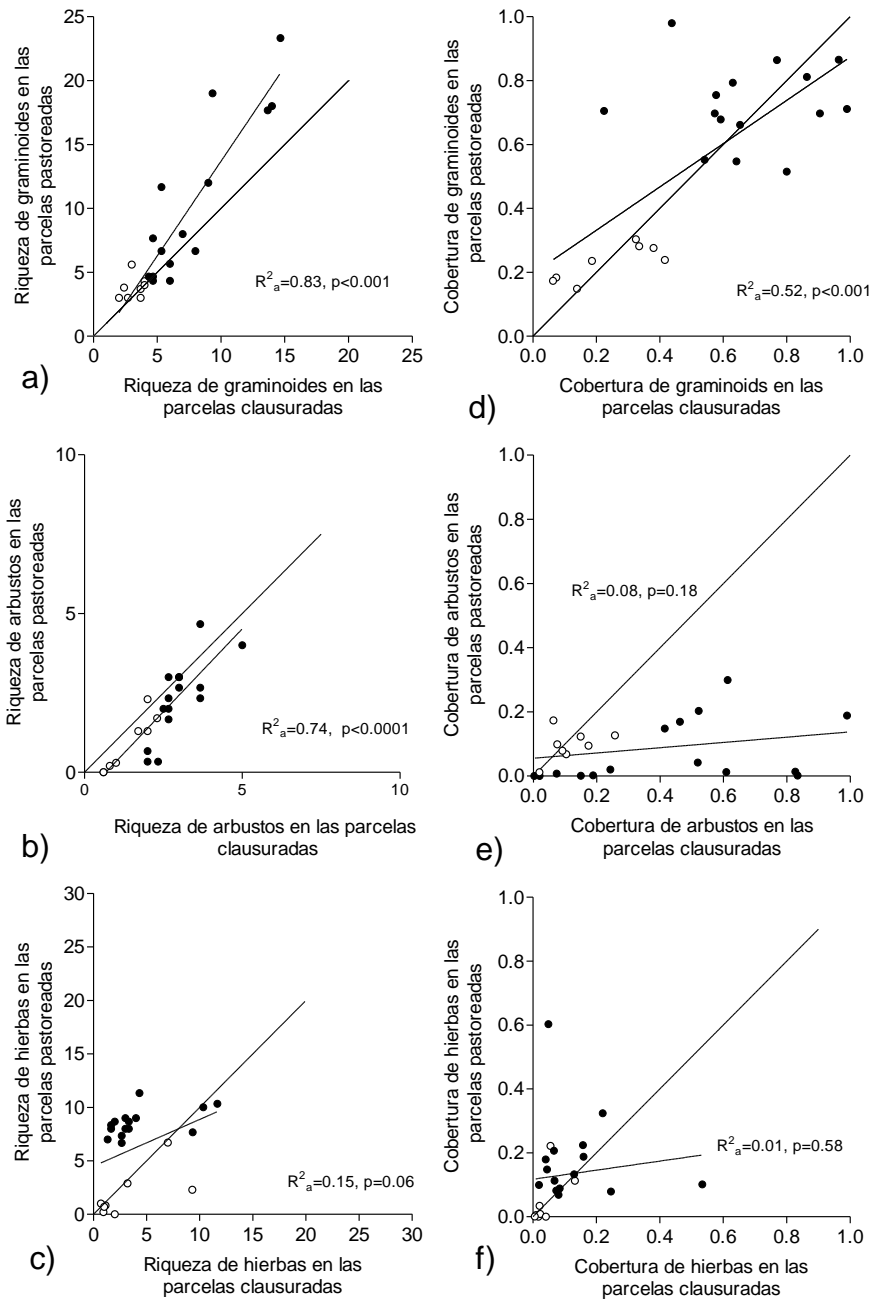 25
20
15
10
5
0
0
5
10
15
20
25
Riqueza de graminoides en las
parcelas pastoreadas
R²a=0.83, p<0.001
a)
Riqueza de graminoides en las
parcelas clausuradas
1.0
0.8
0.6
0.4
0.2
0.0
0.0
0.2
0.4
0.6
0.8
1.0
Cobertura de graminoides en las
parcelas pastoreadas
R²a=0.52, p<0.001
d)
Cobertura de graminoids en las
parcelas clausuradas
10
5
0
0
5
10
Riqueza de arbustos en las
parcelas pastoreadas
R²a=0.74, p<0.0001
b)
Riqueza de arbustos en las parcelas
clausuradas
1.0
0.8
0.6
0.4
0.2
0.0
0.0
0.2
0.4
0.6
0.8
1.0
Cobertura de arbustos en las
parcelas pastoreadas
R²a=0.08, p=0.18
e)
Cobertura de arbustos en las
parcelas clausuradas
30
25
20
15
10
5
0
0
5
10
15
20
25
30
Riqueza de hierbas en las
parcelas pastoreadas
R²a=0.15, p=0.06
c)
Riqueza de hierbas en las
parcelas clausuradas
1.0
0.8
0.6
0.4
0.2
0.0
0.0
0.2
0.4
0.6
0.8
1.0
Cobertura de hierbas en las
parcelas pastoreadas
R²a=0.01, p=0.58
f)
Cobertura de hierbas en las
parcelas clausuradas